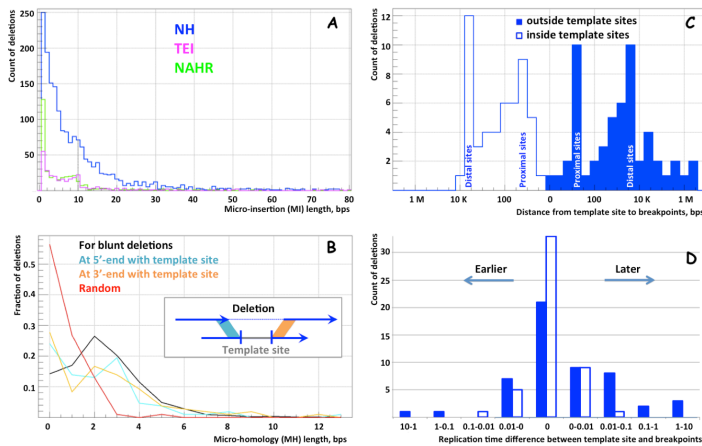 A
NH
TEI
NAHR
Count of deletions
250
200
150
100
50
0 10 20 30 40 50 60 70 80
Micro-insertion (MI) length, bps
C
outside template sites
inside template sites
Count of deletions
12
10
8
6
4
2
Distal sites
Proximal sites
Proximal sites
Distal sites
1 M 10 K 100 0 100 10 K 1 M
Distance from template site to breakpoints, bps
B
For blunt deletions
At 5’-end with template site
At 3’-end with template site
Random
Fraction of deletions
0.5
0.4
0.3
0.2
0.1
Deletion
Template site
0 2 4 6 8 10 12
Micro-homology (MH) length, bps
D
Earlier
Later
Count of deletions
30
20
10
10-1 1-0.1 0.1-0.01 0.01-0 0 0-0.01 0.01-0.1 0.1-1 1-10
Replication time difference between template site and breakpoints